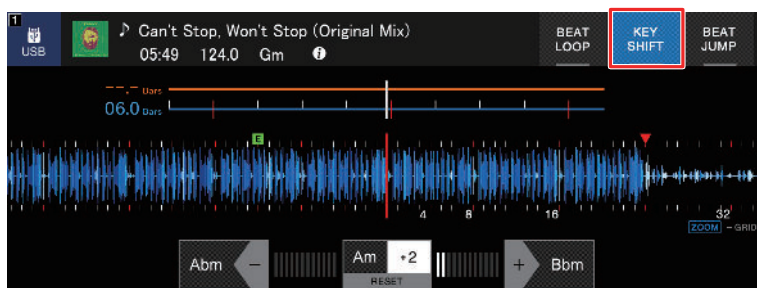 1
USB
Can't Stop, Won't Stop (Original Mix)
05:49 124.0 Gm
BEAT LOOP
KEY SHIFT
BEAT JUMP
--.- Bars
06.0 Bars
E
4 8 16 32
ZOOM - GRID
Abm - Am +2 + Bbm
RESET